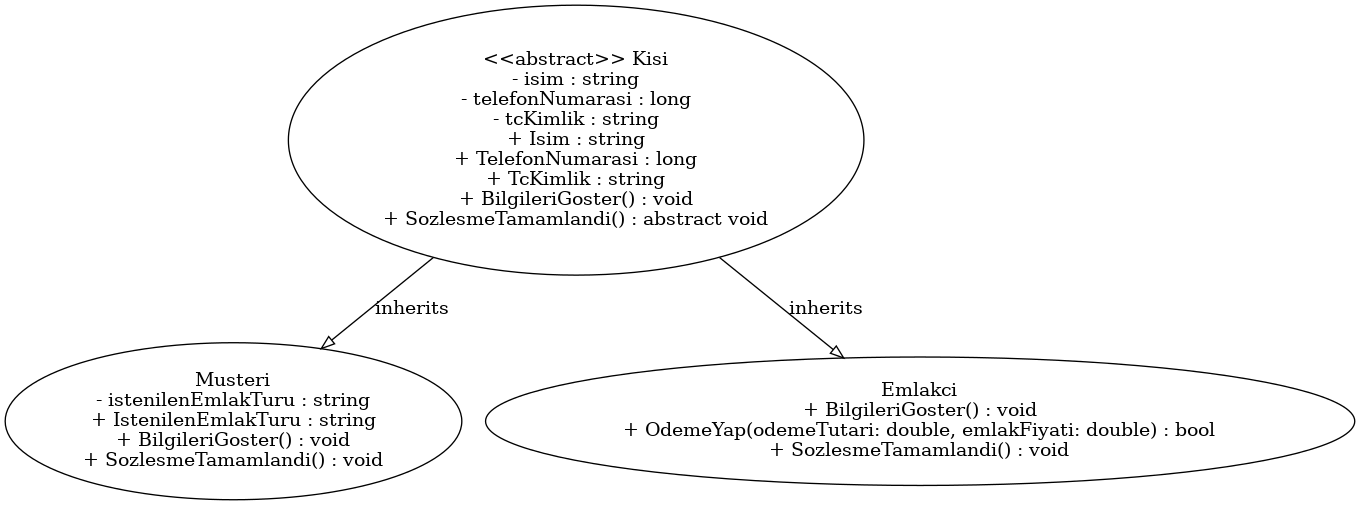 <<abstract>> Kisi
- isim : string
- telefonNumarasi : long
- tcKimlik : string
+ Isim : string
+ TelefonNumarasi : long
+ TcKimlik : string
+ BilgileriGoster() : void
+ SozlesmeTamamlandi() : abstract void
inherits
inherits
Musteri
- istenilenEmlakTuru : string
+ IstenilenEmlakTuru : string
+ BilgileriGoster() : void
+ SozlesmeTamamlandi() : void
Emlakci
+ BilgileriGoster() : void
+ OdemeYap(odemeTutari: double, emlakFiyati: double) : bool
+ SozlesmeTamamlandi() : void